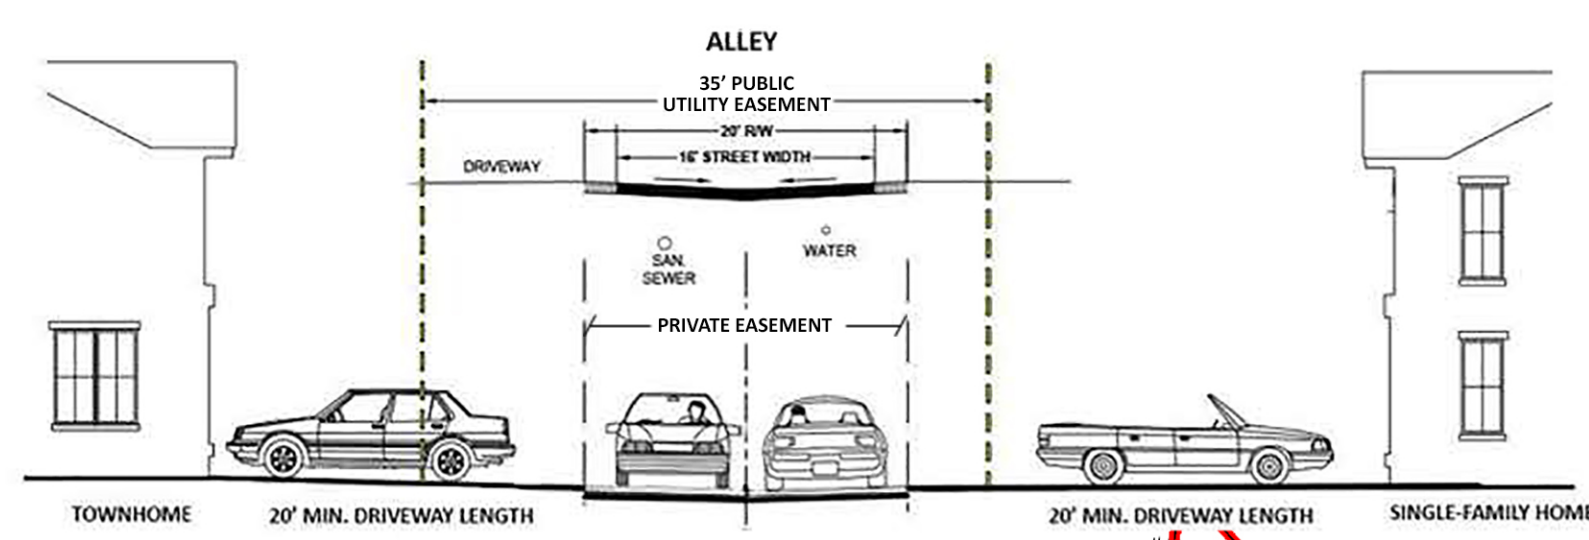 ALLEY
35' PUBLIC
UTILITY EASEMENT
20' R/W
16' STREET WIDTH
DRIVEWAY
SAN.
SEWER
WATER
PRIVATE EASEMENT
TOWNHOME
20' MIN. DRIVEWAY LENGTH
20' MIN. DRIVEWAY LENGTH
SINGLE-FAMILY HOME